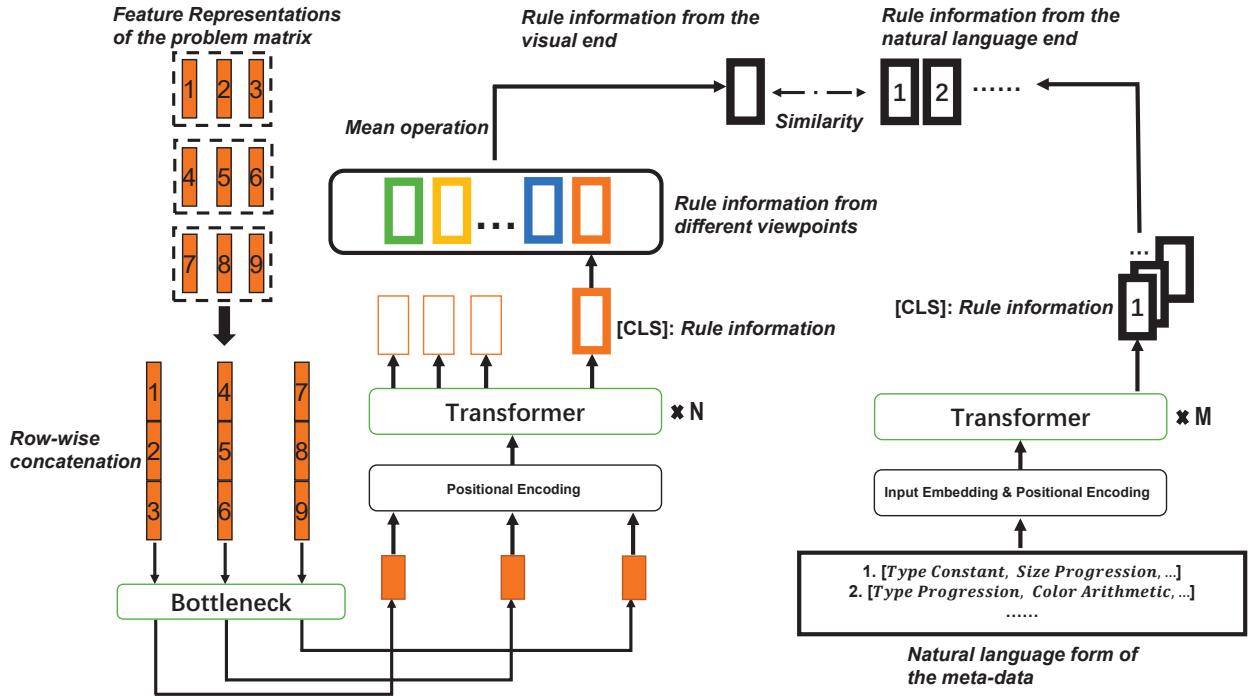 Feature Representations
of the problem matrix
1 2 3
4 5 6
7 8 9
Row-wise
concatenation
1 4 7
2 5 8
3 6 9
Bottleneck
Rule information from the
visual end
Rule information from the
natural language end
1 2 ......
Similarity
Mean operation
...
Rule information from
different viewpoints
[CLS]: Rule information
Transformer
× N
Positional Encoding
...
[CLS]: Rule information
1
Transformer
× M
Input Embedding & Positional Encoding
1. [Type Constant, Size Progression, ...]
2. [Type Progression, Color Arithmetic, ...]
......
Natural language form of
the meta-data